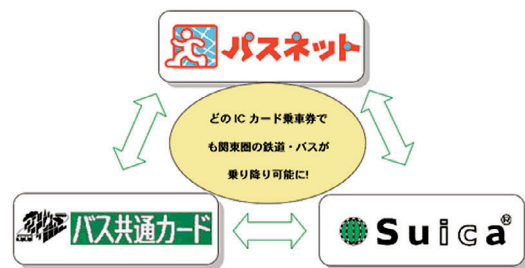 パスネット
どのICカード乗車券で
も関東圏の鉄道・バスが
乗り降り可能に!
バス共通カード
Suica®